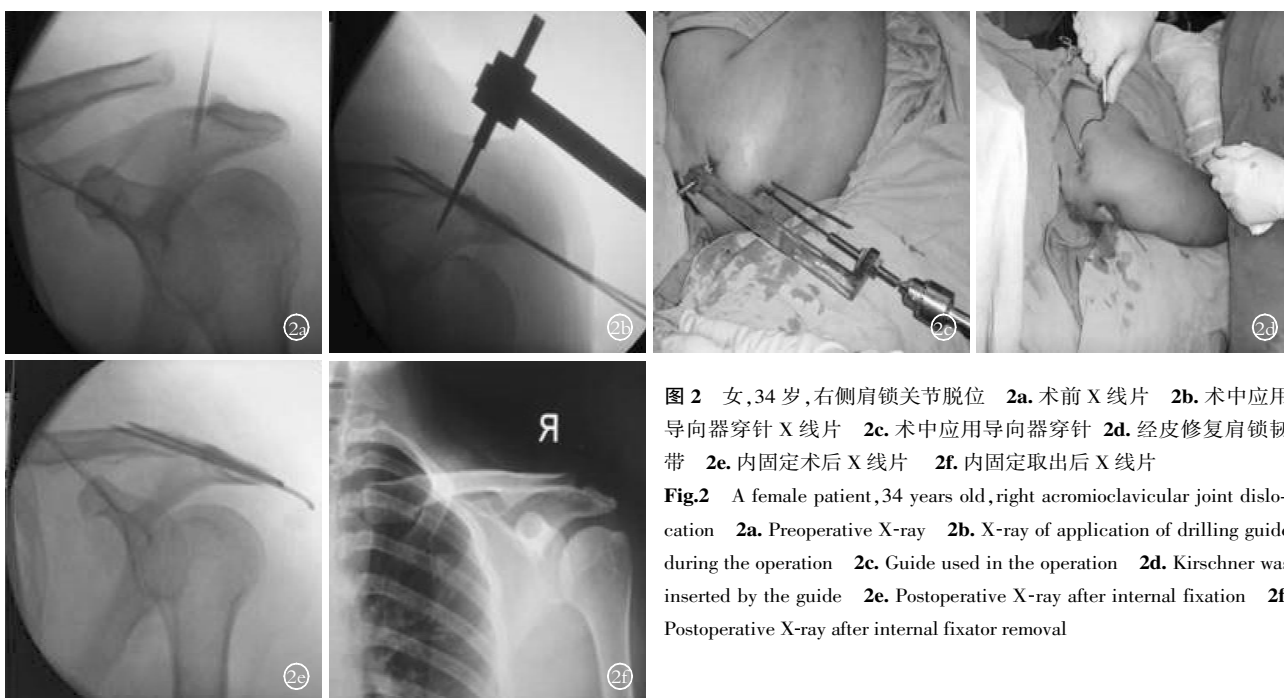 2a
2b
2c
2d
2e
R
2f
图 2 女,34 岁,右侧肩锁关节脱位 2a. 术前 X 线片 2b. 术中应用
导向器穿针 X 线片 2c. 术中应用导向器穿针 2d. 经皮修复肩锁韧
带 2e. 内固定术后 X 线片 2f. 内固定取出后 X 线片
Fig.2 A female patient,34 years old,right acromioclavicular joint dislo-
cation 2a. Preoperative X-ray 2b. X-ray of application of drilling guide
during the operation 2c. Guide used in the operation 2d. Kirschner was
inserted by the guide 2e. Postoperative X-ray after internal fixation 2f
Postoperative X-ray after internal fixator removal